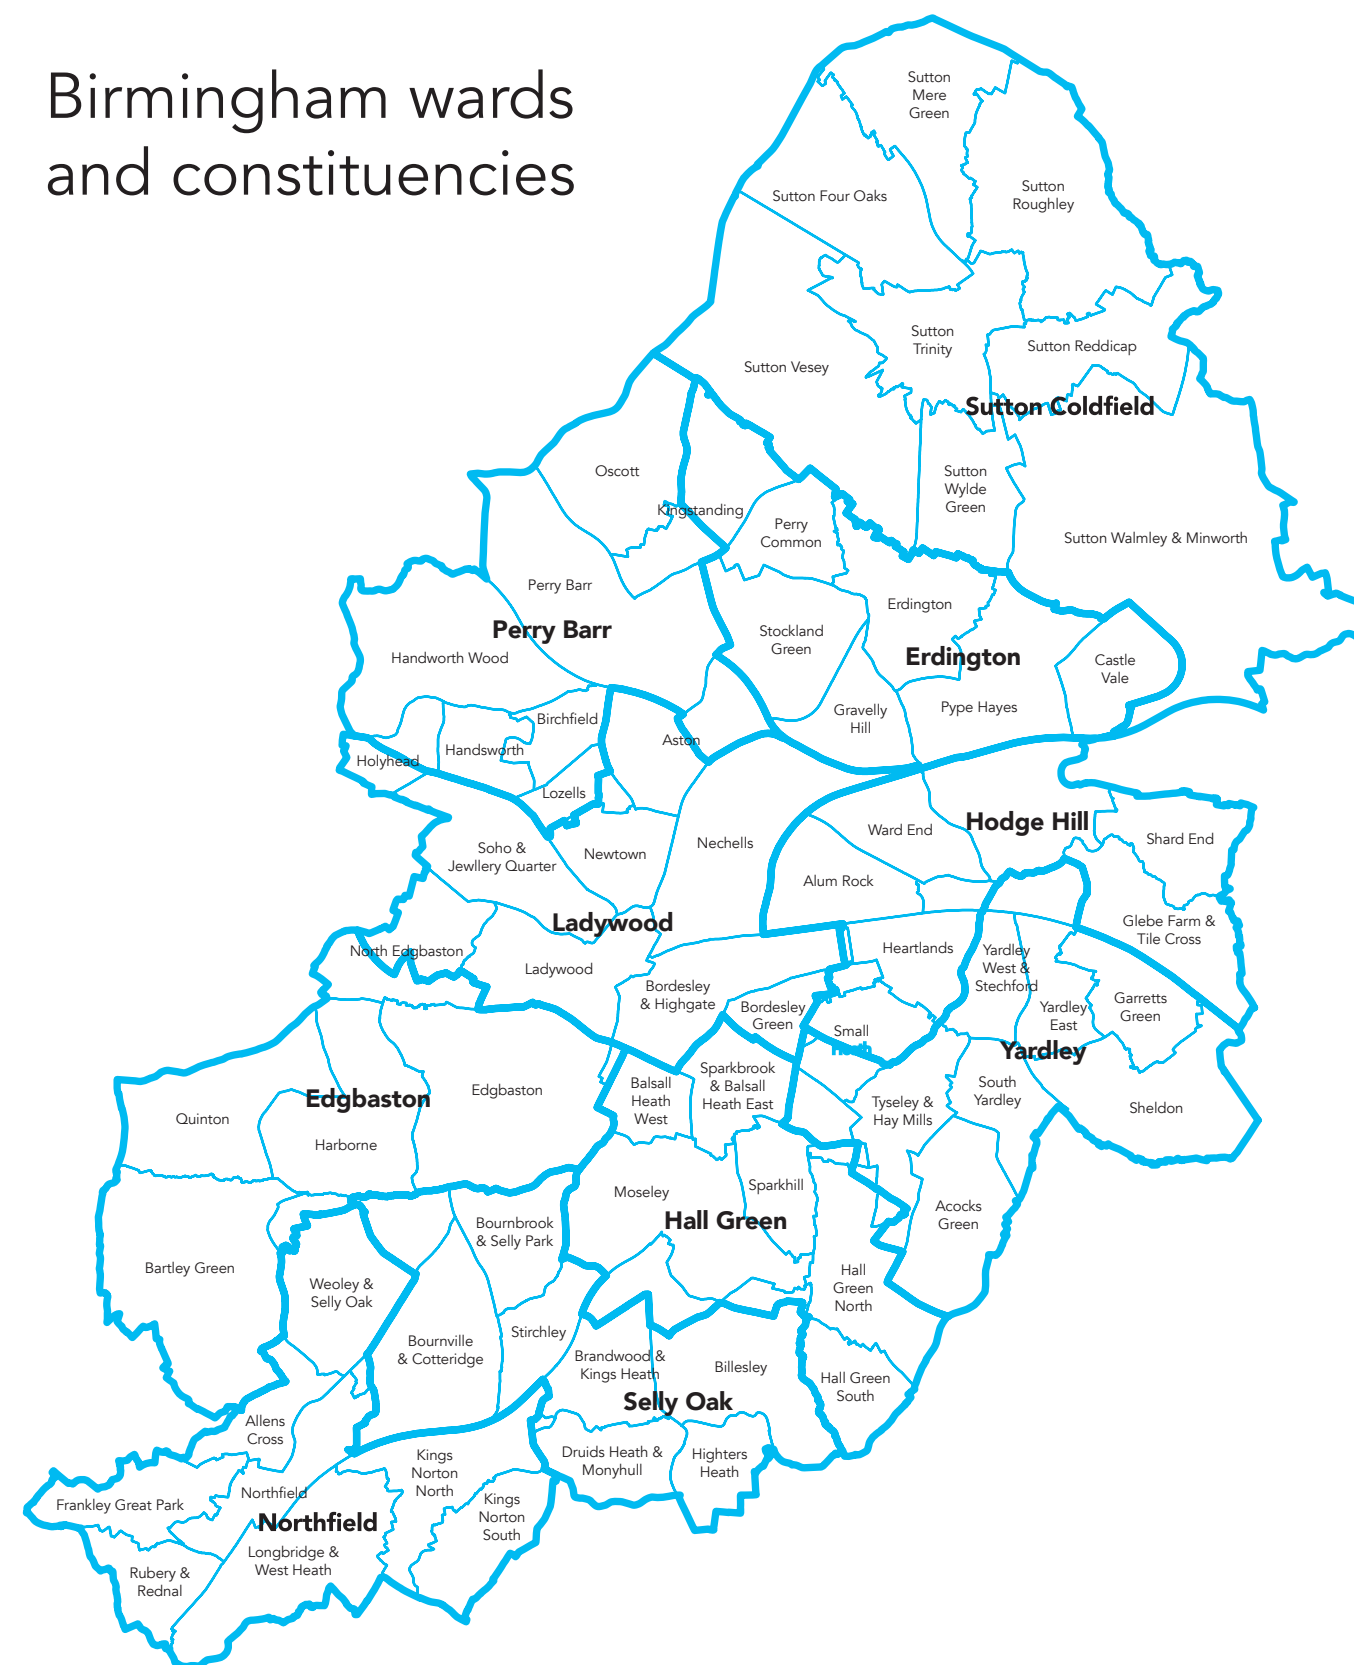 Birmingham wards
and constituencies
Sutton
Mere
Green
Sutton Four Oaks
Sutton
Roughley
Sutton
Trinity
Sutton Reddicap
Sutton Vesey
Sutton Coldfield
Sutton
Wylde
Green
Sutton Walmley & Minworth
Oscott
Kingstanding
Perry
Common
Perry Barr
Perry Barr
Handworth Wood
Erdington
Stockland
Green
Erdington
Castle
Vale
Gravelly
Hill
Pype Hayes
Birchfield
Handsworth
Holyhead
Aston
Lozells
Hodge Hill
Ward End
Shard End
Soho &
Jewllery Quarter
Newtown
Nechells
Alum Rock
Ladywood
Glebe Farm &
Tile Cross
North Edgbaston
Ladywood
Heartlands
Yardley
West &
Stechford
Bordesley
& Highgate
Bordesley
Green
Yardley
East
Garretts
Green
Small
Heath
Yardley
Edgbaston
Edgbaston
Quinton
Harborne
Balsall
Heath
West
Sparkbrook
& Balsall
Heath East
Tyseley &
Hay Mills
South
Yardley
Sheldon
Moseley
Sparkhill
Hall Green
Acocks
Green
Bournbrook
& Selly Park
Bartley Green
Weoley &
Selly Oak
Hall
Green
North
Bournville
& Cotteridge
Stirchley
Brandwood &
Kings Heath
Billesley
Hall Green
South
Selly Oak
Allens
Cross
Druids Heath &
Monyhull
Highters
Heath
Kings
Norton
North
Frankley Great Park
Northfield
Kings
Norton
South
Northfield
Longbridge &
West Heath
Rubery &
Rednal